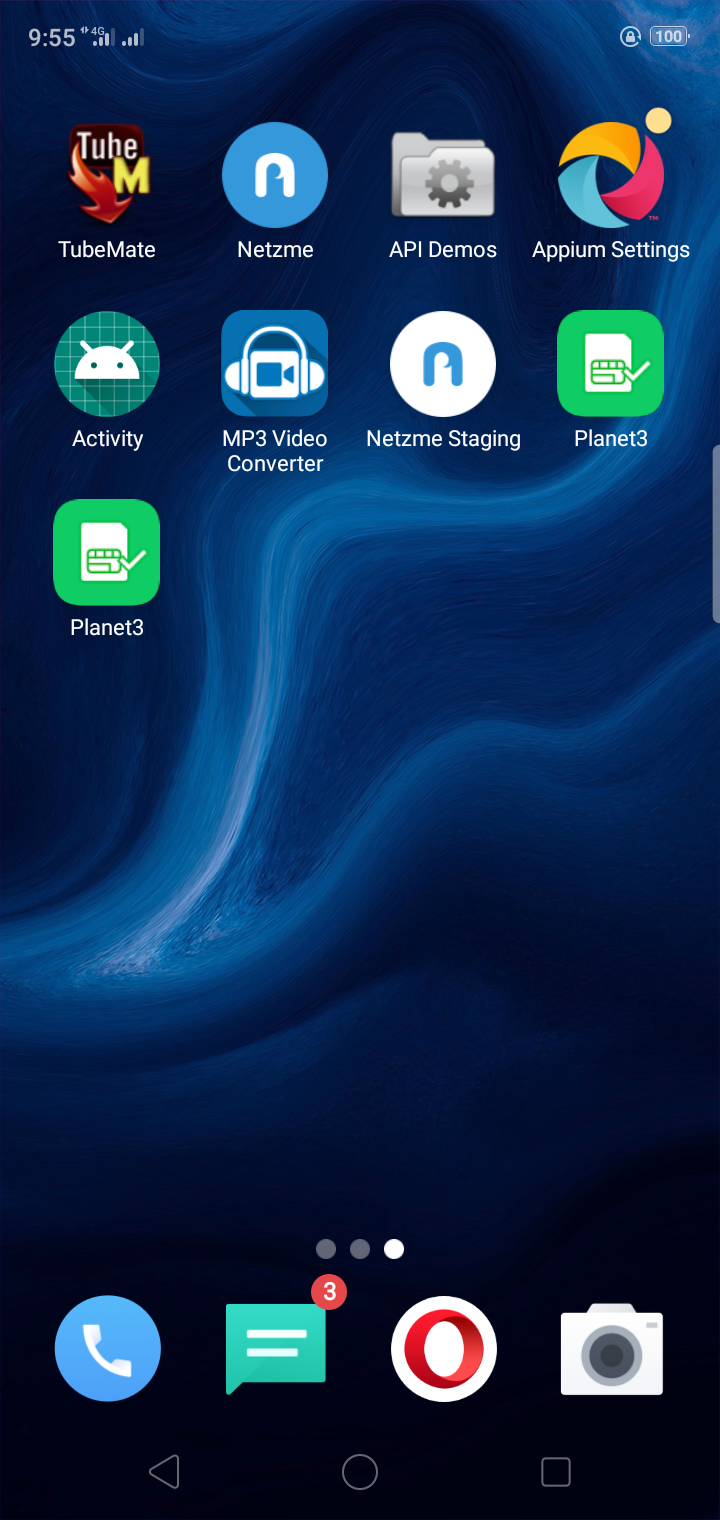 9:55 4G 100
Tube
M
TubeMate Netzme API Demos Appium Settings
Activity MP3 Video Netzme Staging Planet3
Converter
Planet3
3